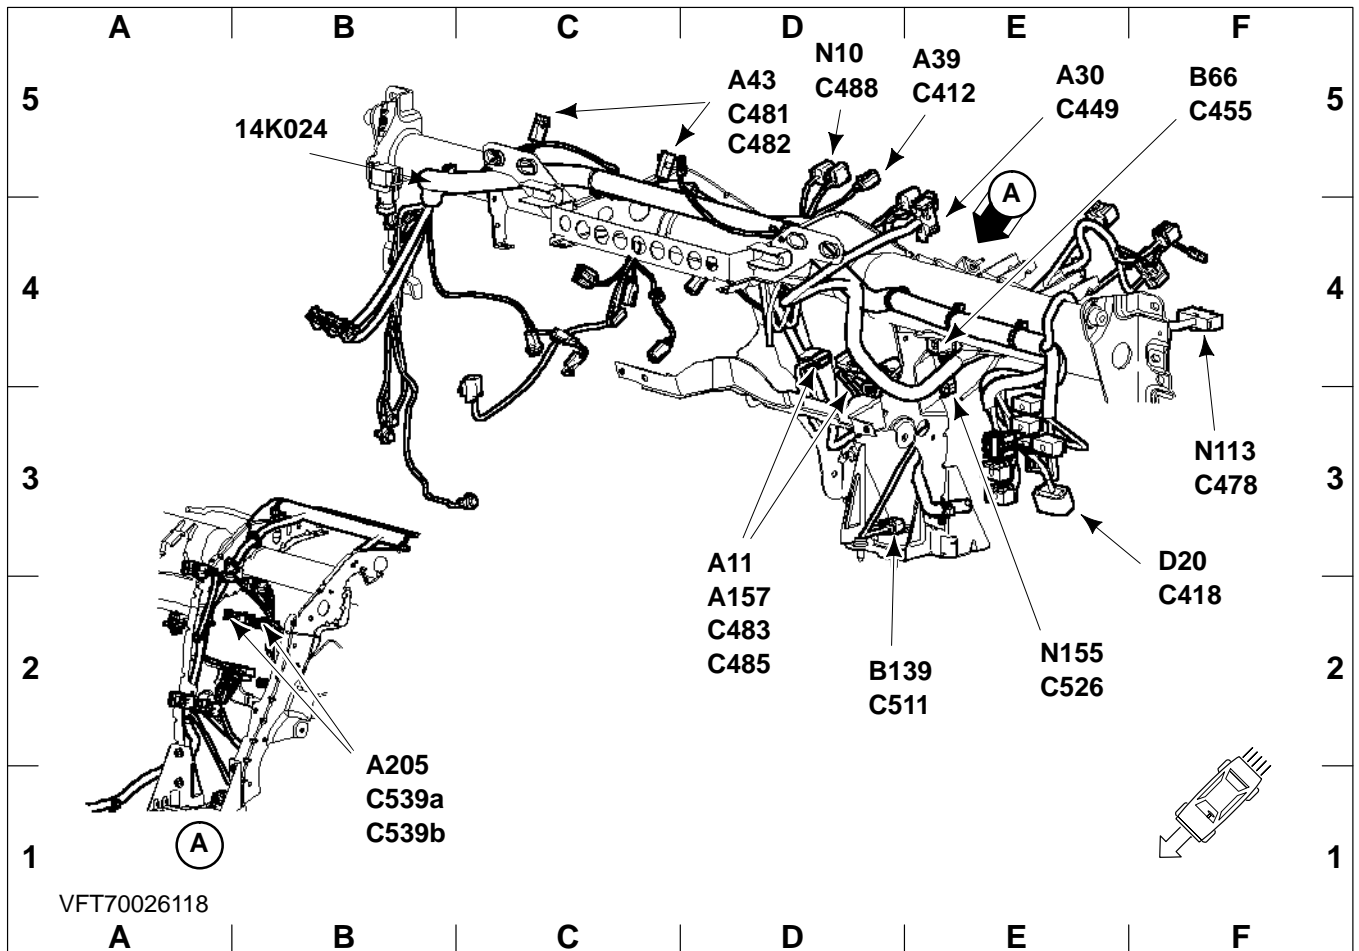 A B C D E F
5
A43
C481
C482
N10
C488
A39
C412
A30
C449
B66
C455
5
14K024
A
4
4
3
N113
C478
3
A11
A157
C483
C485
D20
C418
2
B139
C511
N155
C526
2
A205
C539a
C539b
A
1
1
VFT70026118
A B C D E F